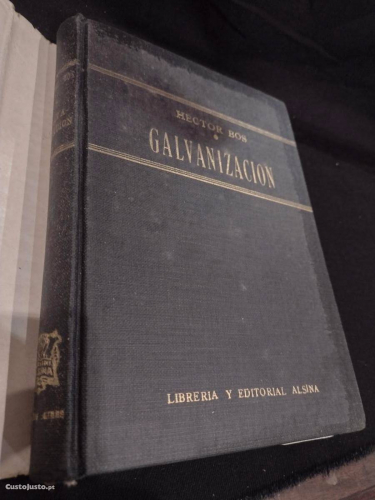 HECTOR BOS
GALVANIZACION
LIBRERIA Y EDITORIAL ALSINA
CustoJusto.pt